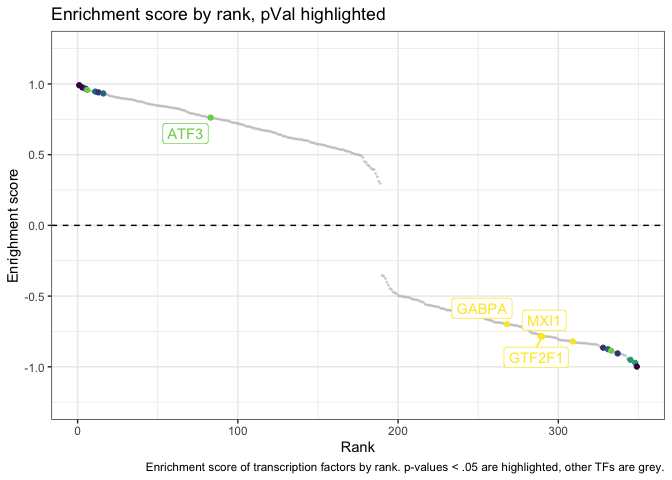 Enrichment score by rank, pVal highlighted
1.0
ATF3
0.5
Enrighment score
0.0
-0.5
GABPA
MXI1
GTF2F1
-1.0
0 100 200 300
Rank
Enrichment score of transcription factors by rank. p-values < .05 are highlighted, other TFs are grey.